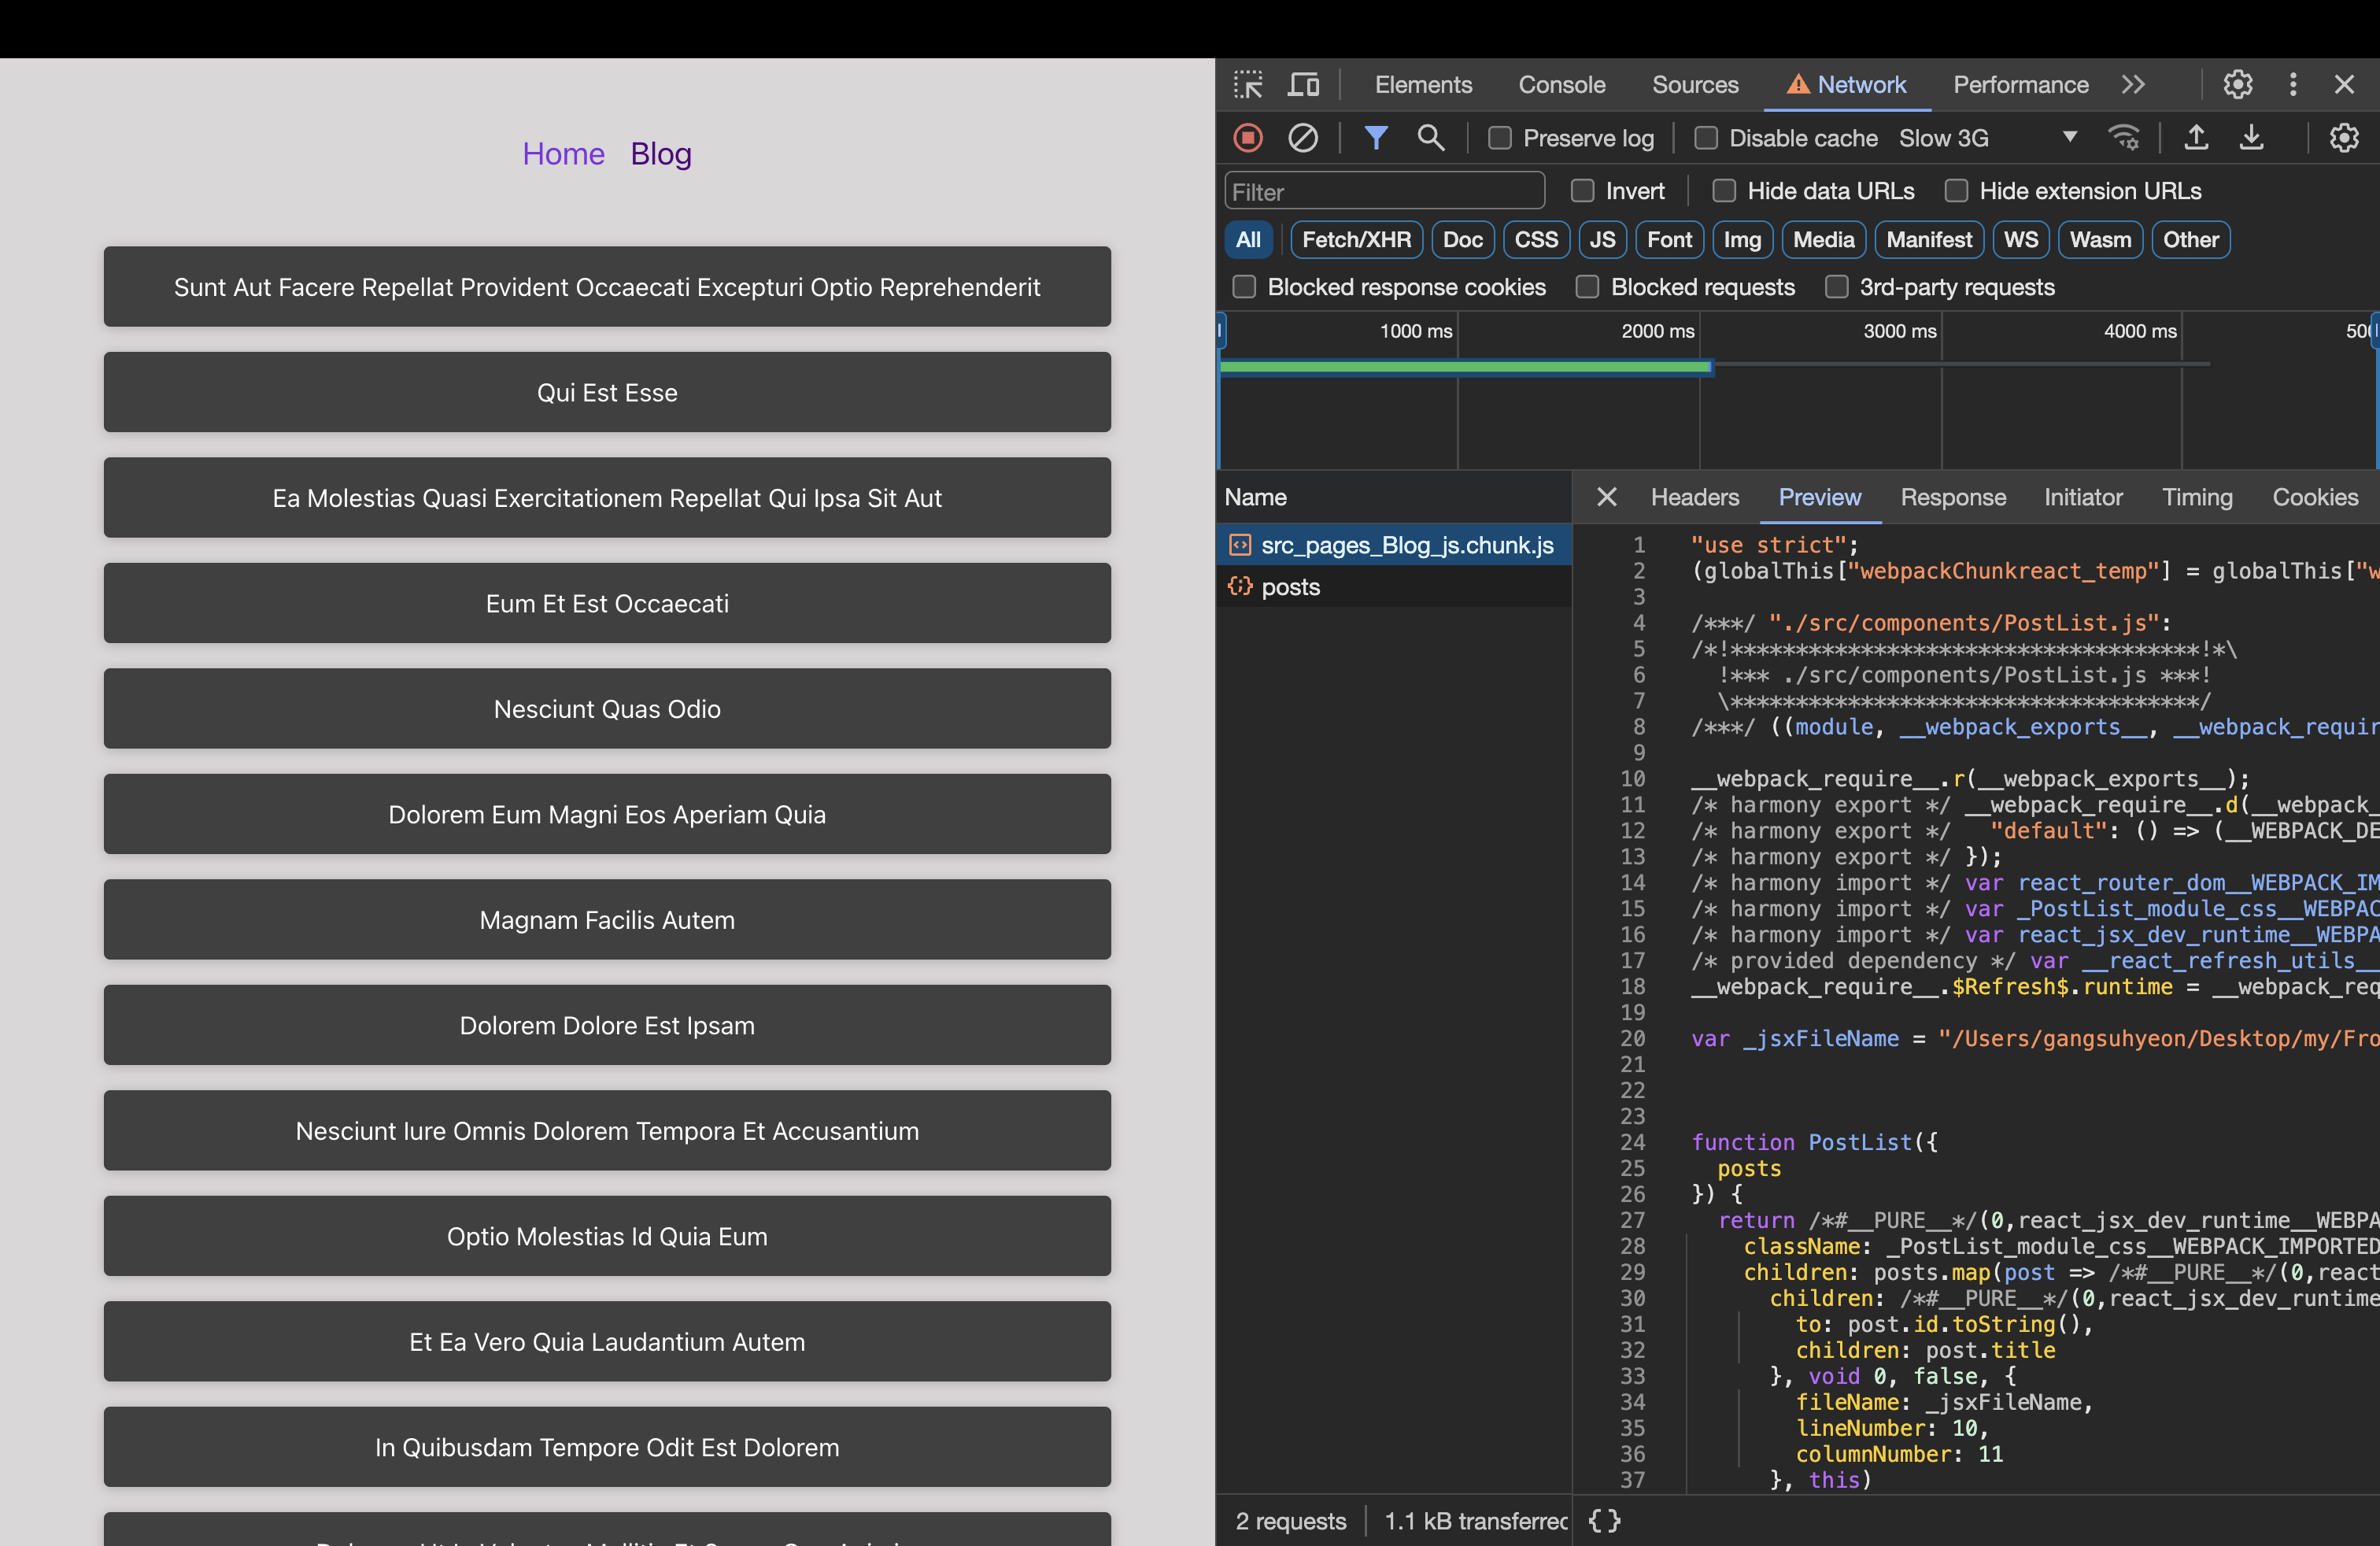 Home Blog
Sunt Aut Facere Repellat Provident Occaecati Excepturi Optio Reprehenderit
Qui Est Esse
Ea Molestias Quasi Exercitationem Repellat Qui Ipsa Sit Aut
Eum Et Est Occaecati
Nesciunt Quas Odio
Dolorem Eum Magni Eos Aperiam Quia
Magnam Facilis Autem
Dolorem Dolore Est Ipsam
Nesciunt Iure Omnis Dolorem Tempora Et Accusantium
Optio Molestias Id Quia Eum
Et Ea Vero Quia Laudantium Autem
In Quibusdam Tempore Odit Est Dolorem
Elements Console Sources Network Performance
Preserve log Disable cache Slow 3G
Filter Invert Hide data URLs Hide extension URLs
All Fetch/XHR Doc CSS JS Font Img Media Manifest WS Wasm Other
Blocked response cookies Blocked requests 3rd-party requests
1000 ms 2000 ms 3000 ms 4000 ms
Name
src_pages_Blog_js.chunk.js
{;} posts
2 requests 1.1 kB transferred
Headers Preview Response Initiator Timing Cookies
1 "use strict";
2 (globalThis["webpackChunkreact_temp"] = globalThis["w
3
4 /***/ "./src/components/PostList.js":
5 /*!************************************!*\
6 !*** ./src/components/PostList.js ***!
7 \************************************/
8 /***/ ((module, __webpack_exports__, __webpack_requir
9
10 __webpack_require__.r(__webpack_exports__);
11 /* harmony export */ __webpack_require__.d(__webpack_
12 /* harmony export */ "default": () => (__WEBPACK_DE
13 /* harmony export */ });
14 /* harmony import */ var react_router_dom__WEBPACK_IM
15 /* harmony import */ var _PostList_module_css__WEBPAC
16 /* harmony import */ var react_jsx_dev_runtime__WEBPA
17 /* provided dependency */ var __react_refresh_utils__
18 __webpack_require__.$Refresh$.runtime = __webpack_req
19
20 var _jsxFileName = "/Users/gangsuhyeon/Desktop/my/Fro
21
22
23
24 function PostList({
25 posts
26 }) {
27 return /*#__PURE__*/(0,react_jsx_dev_runtime__WEBPA
28 className: _PostList_module_css__WEBPACK_IMPORTED
29 children: posts.map(post => /*#__PURE__*/(0,react
30 children: /*#__PURE__*/(0,react_jsx_dev_runtime
31 to: post.id.toString(),
32 children: post.title
33 }, void 0, false, {
34 fileName: _jsxFileName,
35 lineNumber: 10,
36 columnNumber: 11
37 }, this)
{}